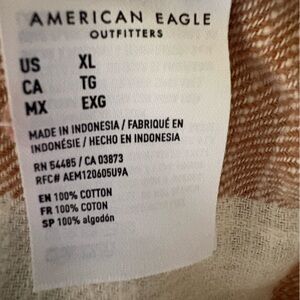 AMERICAN EAGLE
OUTFITTERS
US XL
CA TG
MX EXG
MADE IN INDONESIA / FABRIQUÉ EN
INDONÉSIE / HECHO EN INDONESIA
RN 54485 / CA 03873
RFC# AEM120605U9A
EN 100% COTTON
FR 100% COTON
SP 100% algodón